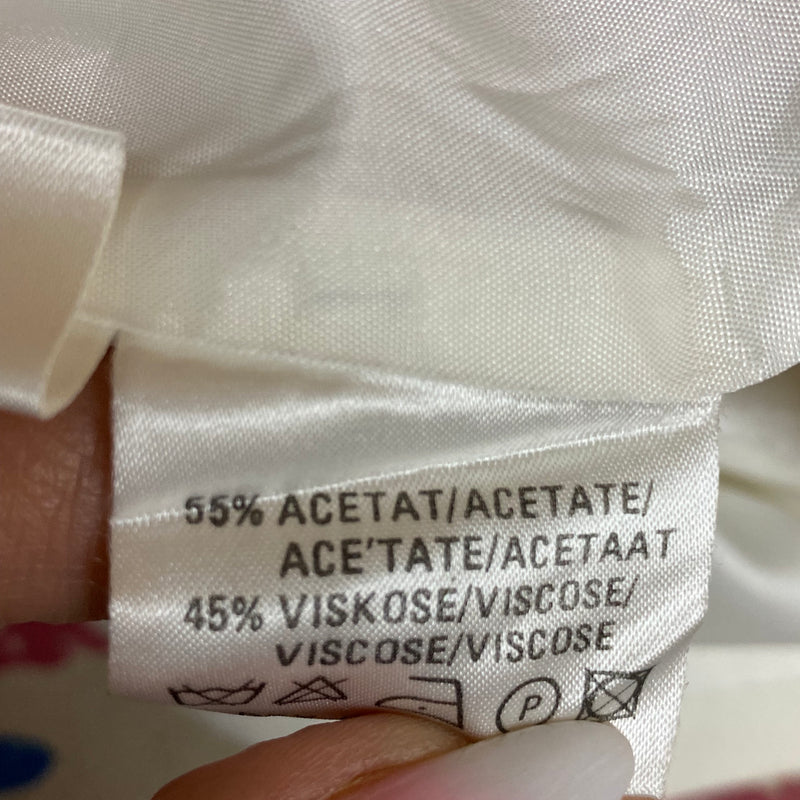 55% ACETAT/ACETATE/
ACE'TATE/ACETAAT
45% VISKOSE/VISCOSE/
VISCOSE/VISCOSE
P